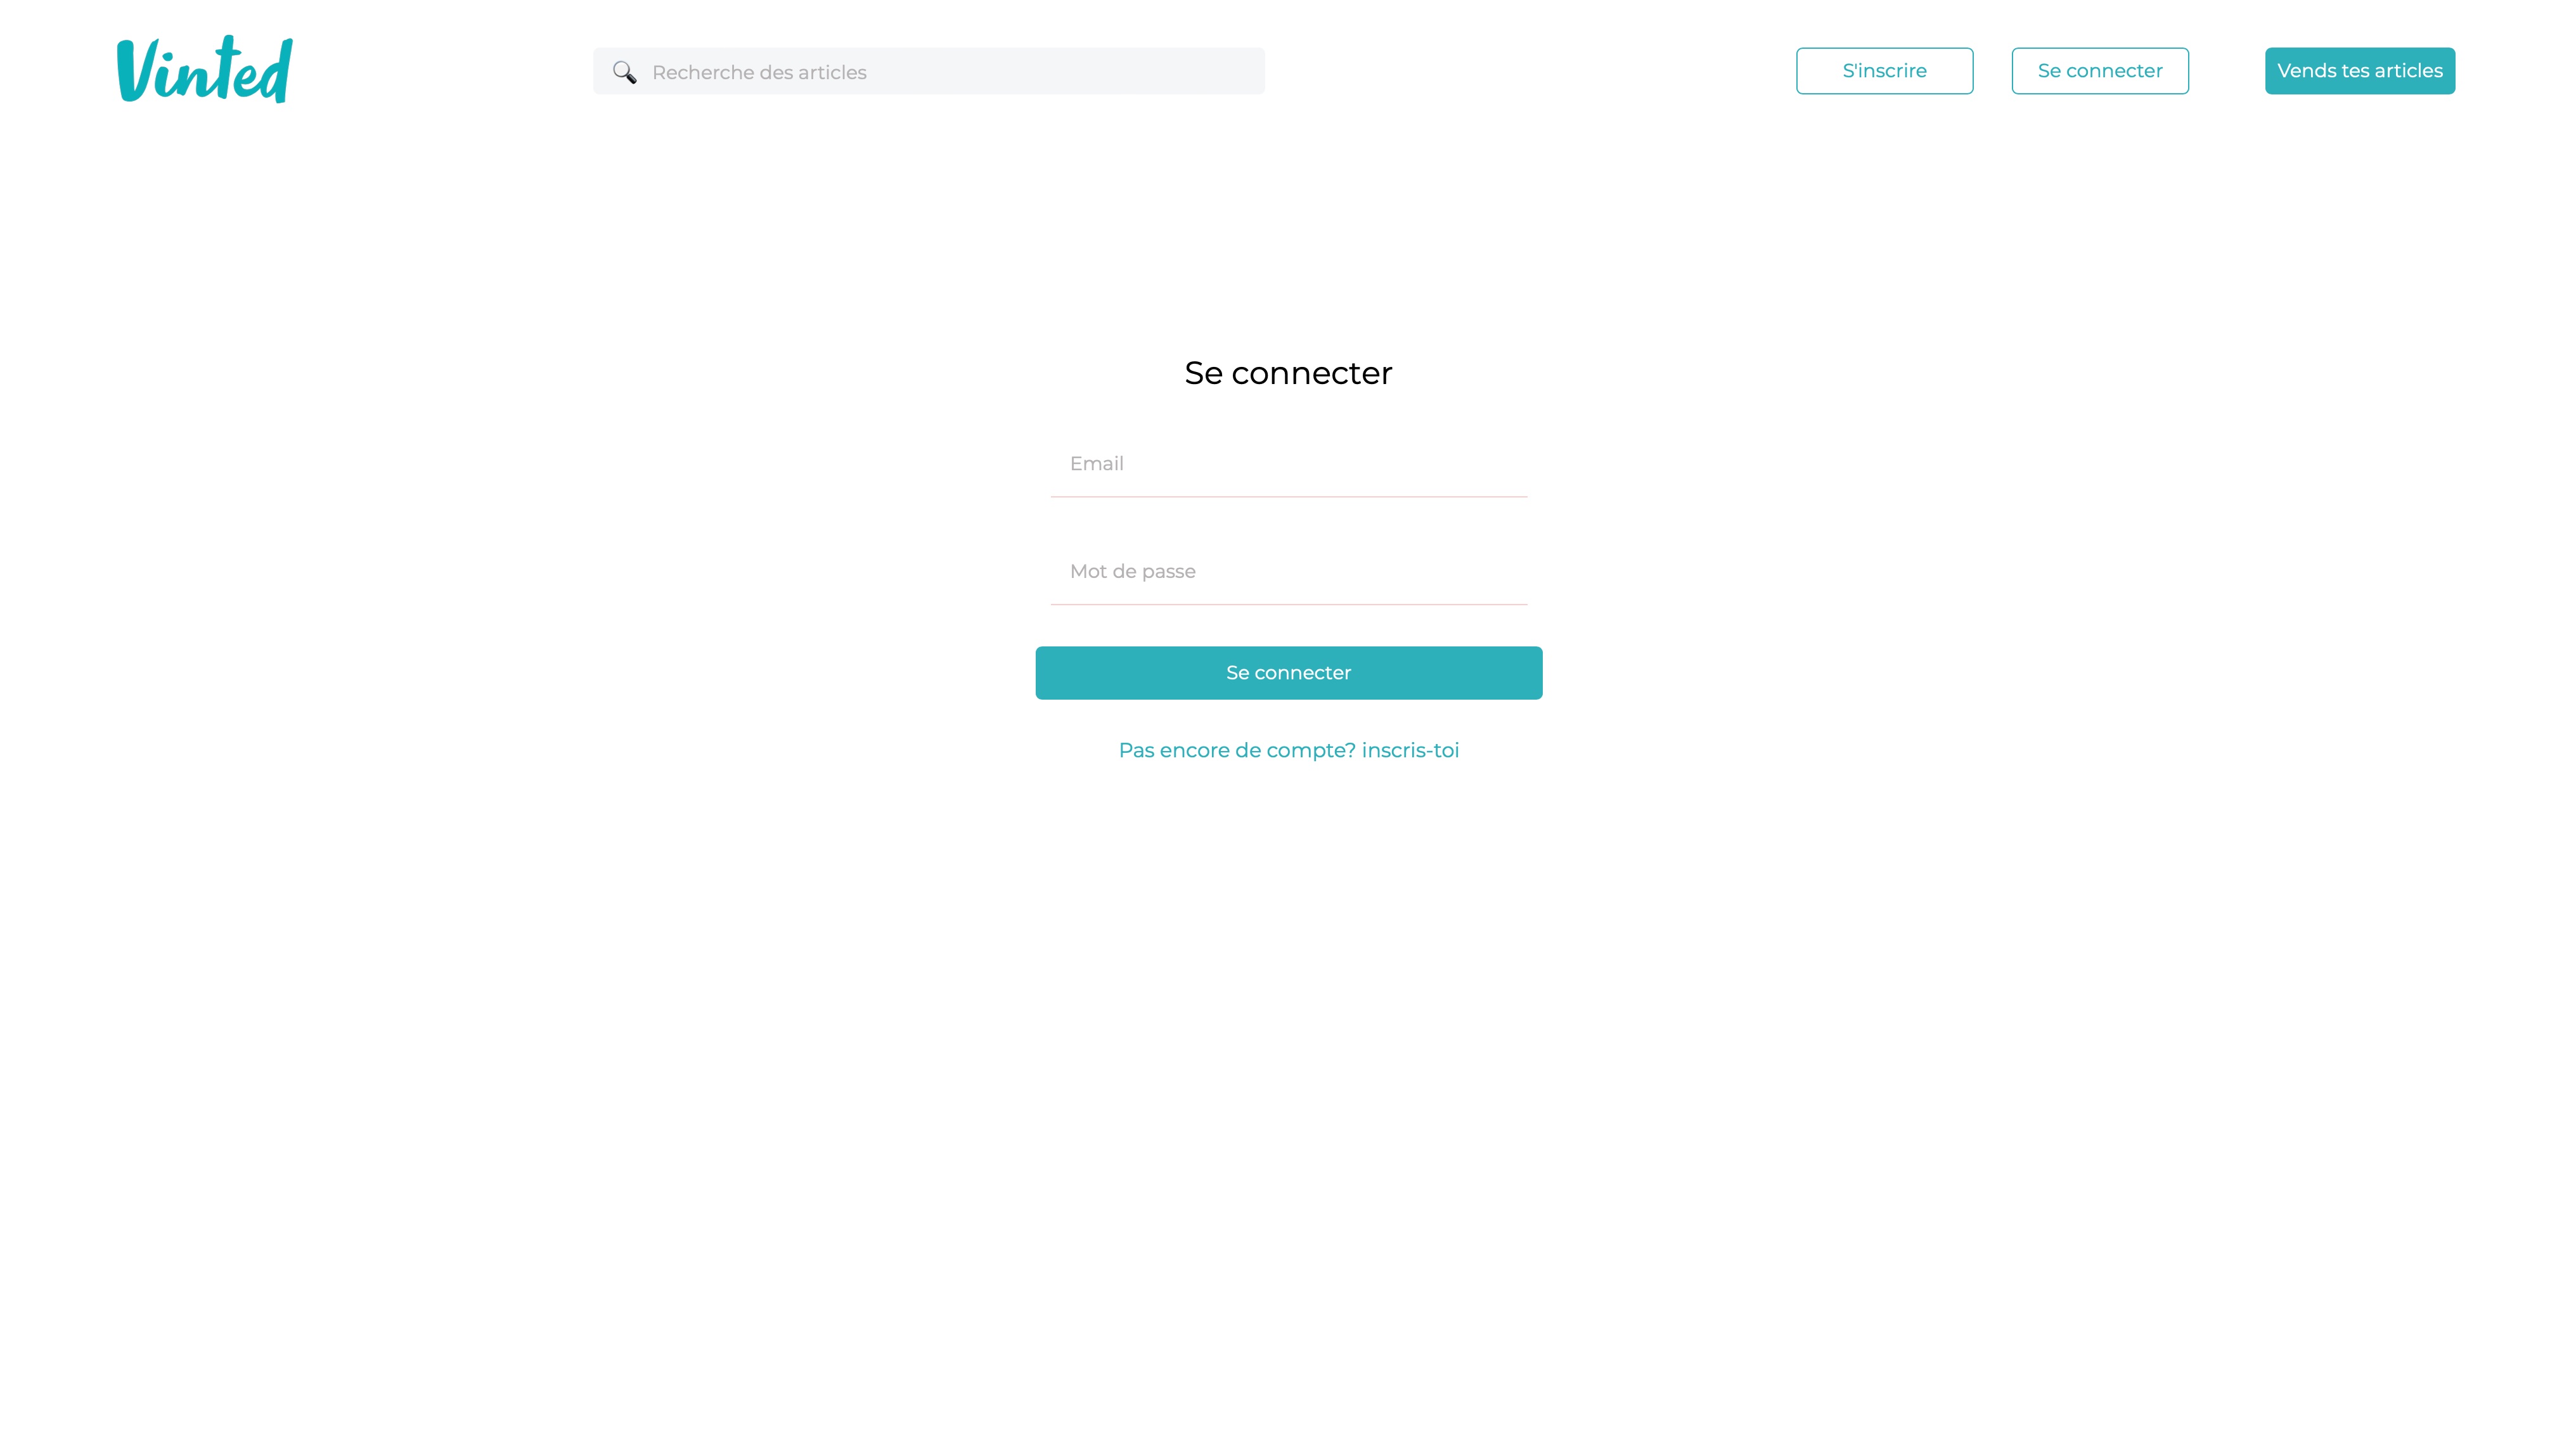 Vinted
Recherche des articles
S'inscrire
Se connecter
Vends tes articles
Se connecter
Email
Mot de passe
Se connecter
Pas encore de compte? inscris-toi